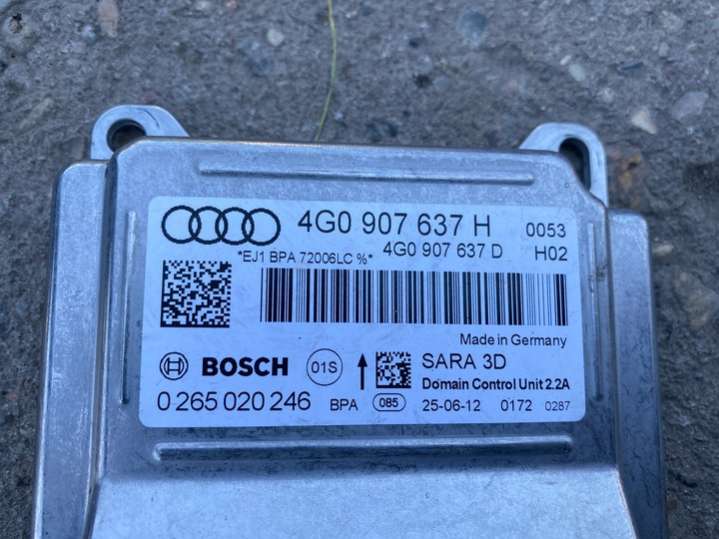 4G0 907 637 H 0053
*EJ1 BPA 72006LC %* 4G0 907 637 D H02
Made in Germany
BOSCH 01S SARA 3D
Domain Control Unit 2.2A
0 265 020 246 BPA 085 25-06-12 0172 0287